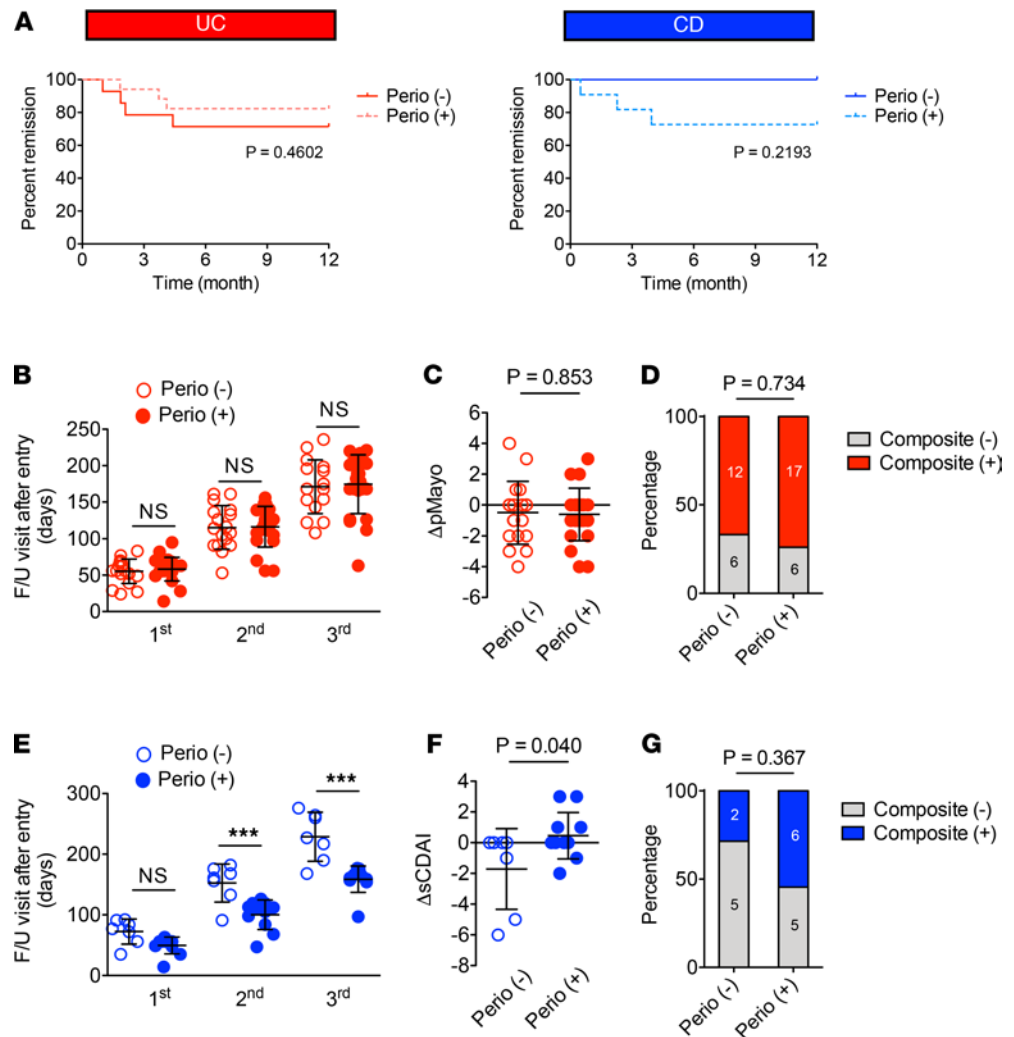 A
UC
CD
Percent remission
100
80
60
40
20
0
0 3 6 9 12
Time (month)
P = 0.4602
Perio (-)
Perio (+)
Percent remission
100
80
60
40
20
0
0 3 6 9 12
Time (month)
P = 0.2193
Perio (-)
Perio (+)
B
Perio (-)
Perio (+)
F/U visit after entry
(days)
250
200
150
100
50
0
NS
NS
NS
1st 2nd 3rd
C
P = 0.853
ΔpMayo
6
4
2
0
-2
-4
-6
Perio (-)
Perio (+)
D
P = 0.734
Percentage
100
50
0
12
6
17
6
Perio (-)
Perio (+)
Composite (-)
Composite (+)
E
Perio (-)
Perio (+)
F/U visit after entry
(days)
300
200
100
0
NS
***
***
1st 2nd 3rd
F
P = 0.040
ΔsCDAI
4
2
0
-2
-4
-6
-8
Perio (-)
Perio (+)
G
P = 0.367
Percentage
100
50
0
2
5
6
5
Perio (-)
Perio (+)
Composite (-)
Composite (+)